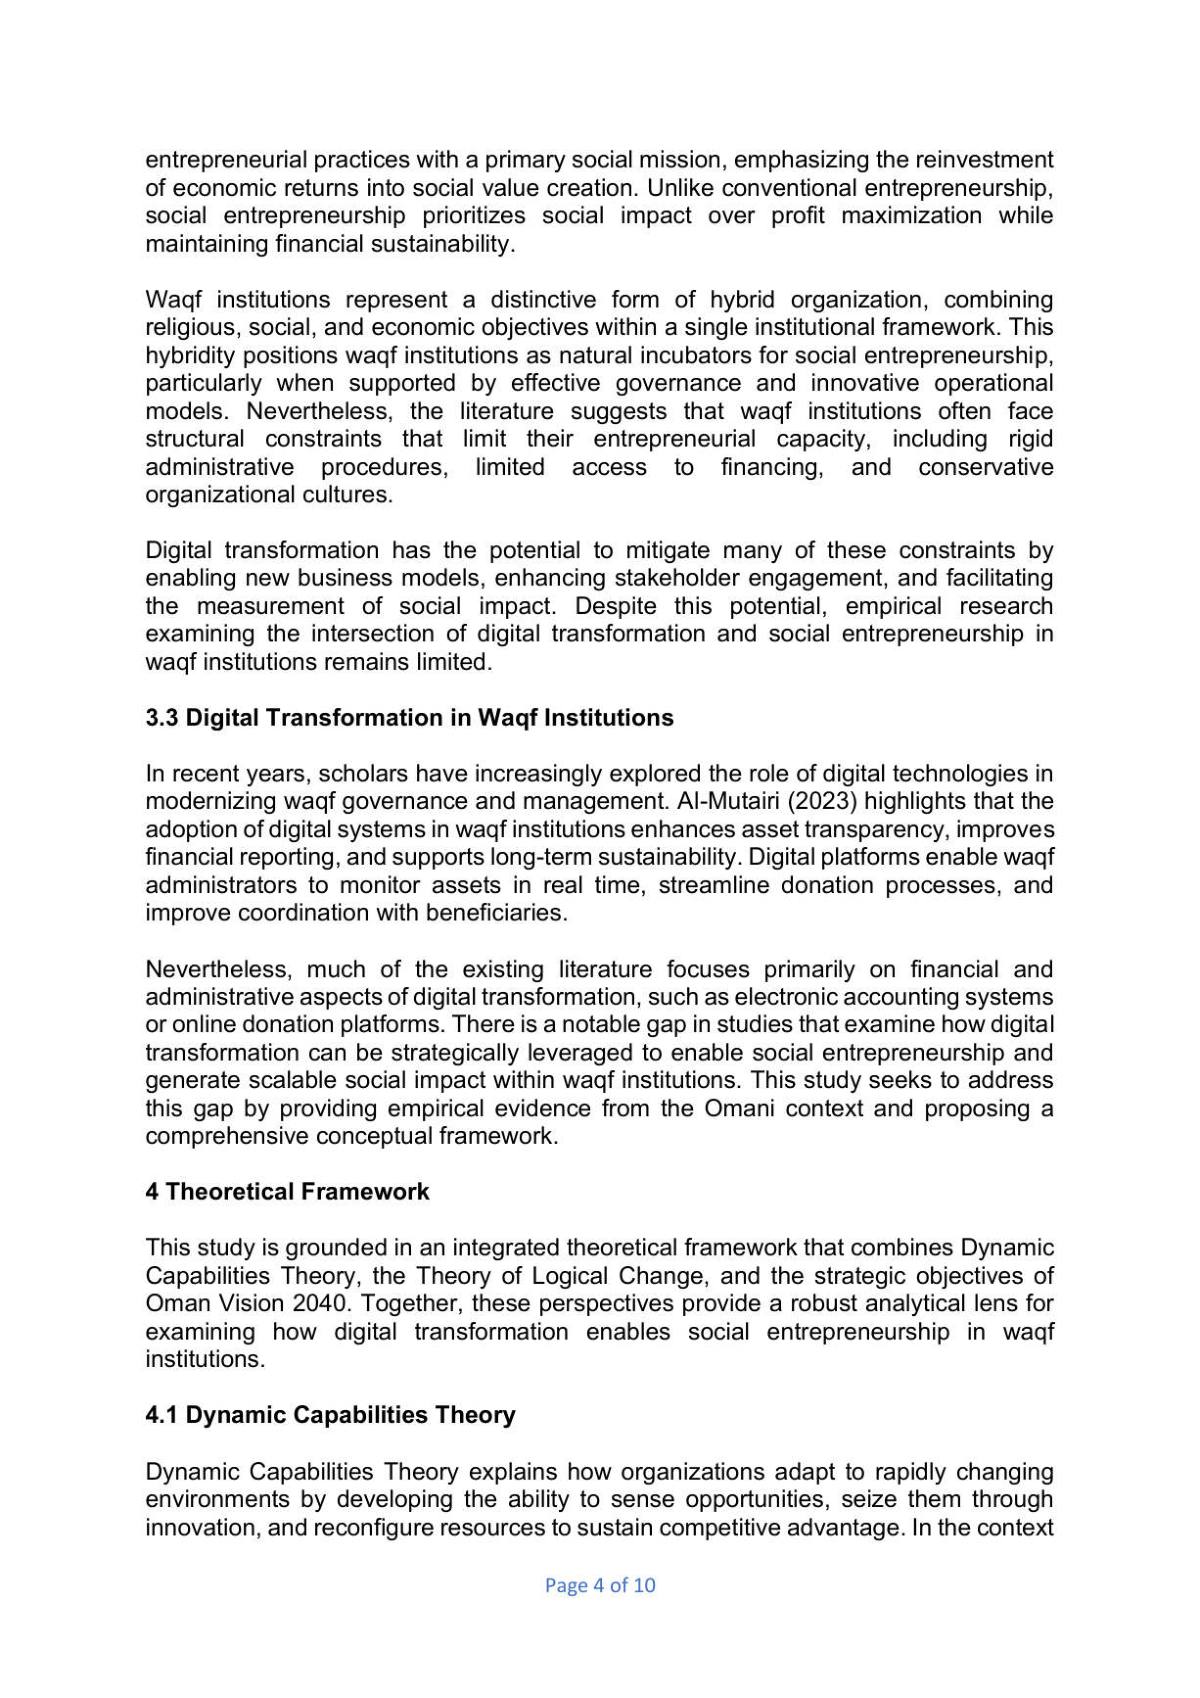 entrepreneurial practices with a primary social mission, emphasizing the reinvestment
of economic returns into social value creation. Unlike conventional entrepreneurship,
social entrepreneurship prioritizes social impact over profit maximization while
maintaining financial sustainability.
Waqf institutions represent a distinctive form of hybrid organization, combining
religious, social, and economic objectives within a single institutional framework. This
hybridity positions waqf institutions as natural incubators for social entrepreneurship,
particularly when supported by effective governance and innovative operational
models. Nevertheless, the literature suggests that waqf institutions often face
structural constraints that limit their entrepreneurial capacity, including rigid
administrative procedures, limited access to financing, and conservative
organizational cultures.
Digital transformation has the potential to mitigate many of these constraints by
enabling new business models, enhancing stakeholder engagement, and facilitating
the measurement of social impact. Despite this potential, empirical research
examining the intersection of digital transformation and social entrepreneurship in
waqf institutions remains limited.
3.3 Digital Transformation in Waqf Institutions
In recent years, scholars have increasingly explored the role of digital technologies in
modernizing waqf governance and management. Al-Mutairi (2023) highlights that the
adoption of digital systems in waqf institutions enhances asset transparency, improves
financial reporting, and supports long-term sustainability. Digital platforms enable waqf
administrators to monitor assets in real time, streamline donation processes, and
improve coordination with beneficiaries.
Nevertheless, much of the existing literature focuses primarily on financial and
administrative aspects of digital transformation, such as electronic accounting systems
or online donation platforms. There is a notable gap in studies that examine how digital
transformation can be strategically leveraged to enable social entrepreneurship and
generate scalable social impact within waqf institutions. This study seeks to address
this gap by providing empirical evidence from the Omani context and proposing a
comprehensive conceptual framework.
4 Theoretical Framework
This study is grounded in an integrated theoretical framework that combines Dynamic
Capabilities Theory, the Theory of Logical Change, and the strategic objectives of
Oman Vision 2040. Together, these perspectives provide a robust analytical lens for
examining how digital transformation enables social entrepreneurship in waqf
institutions.
4.1 Dynamic Capabilities Theory
Dynamic Capabilities Theory explains how organizations adapt to rapidly changing
environments by developing the ability to sense opportunities, seize them through
innovation, and reconfigure resources to sustain competitive advantage. In the context
Page 4 of 10